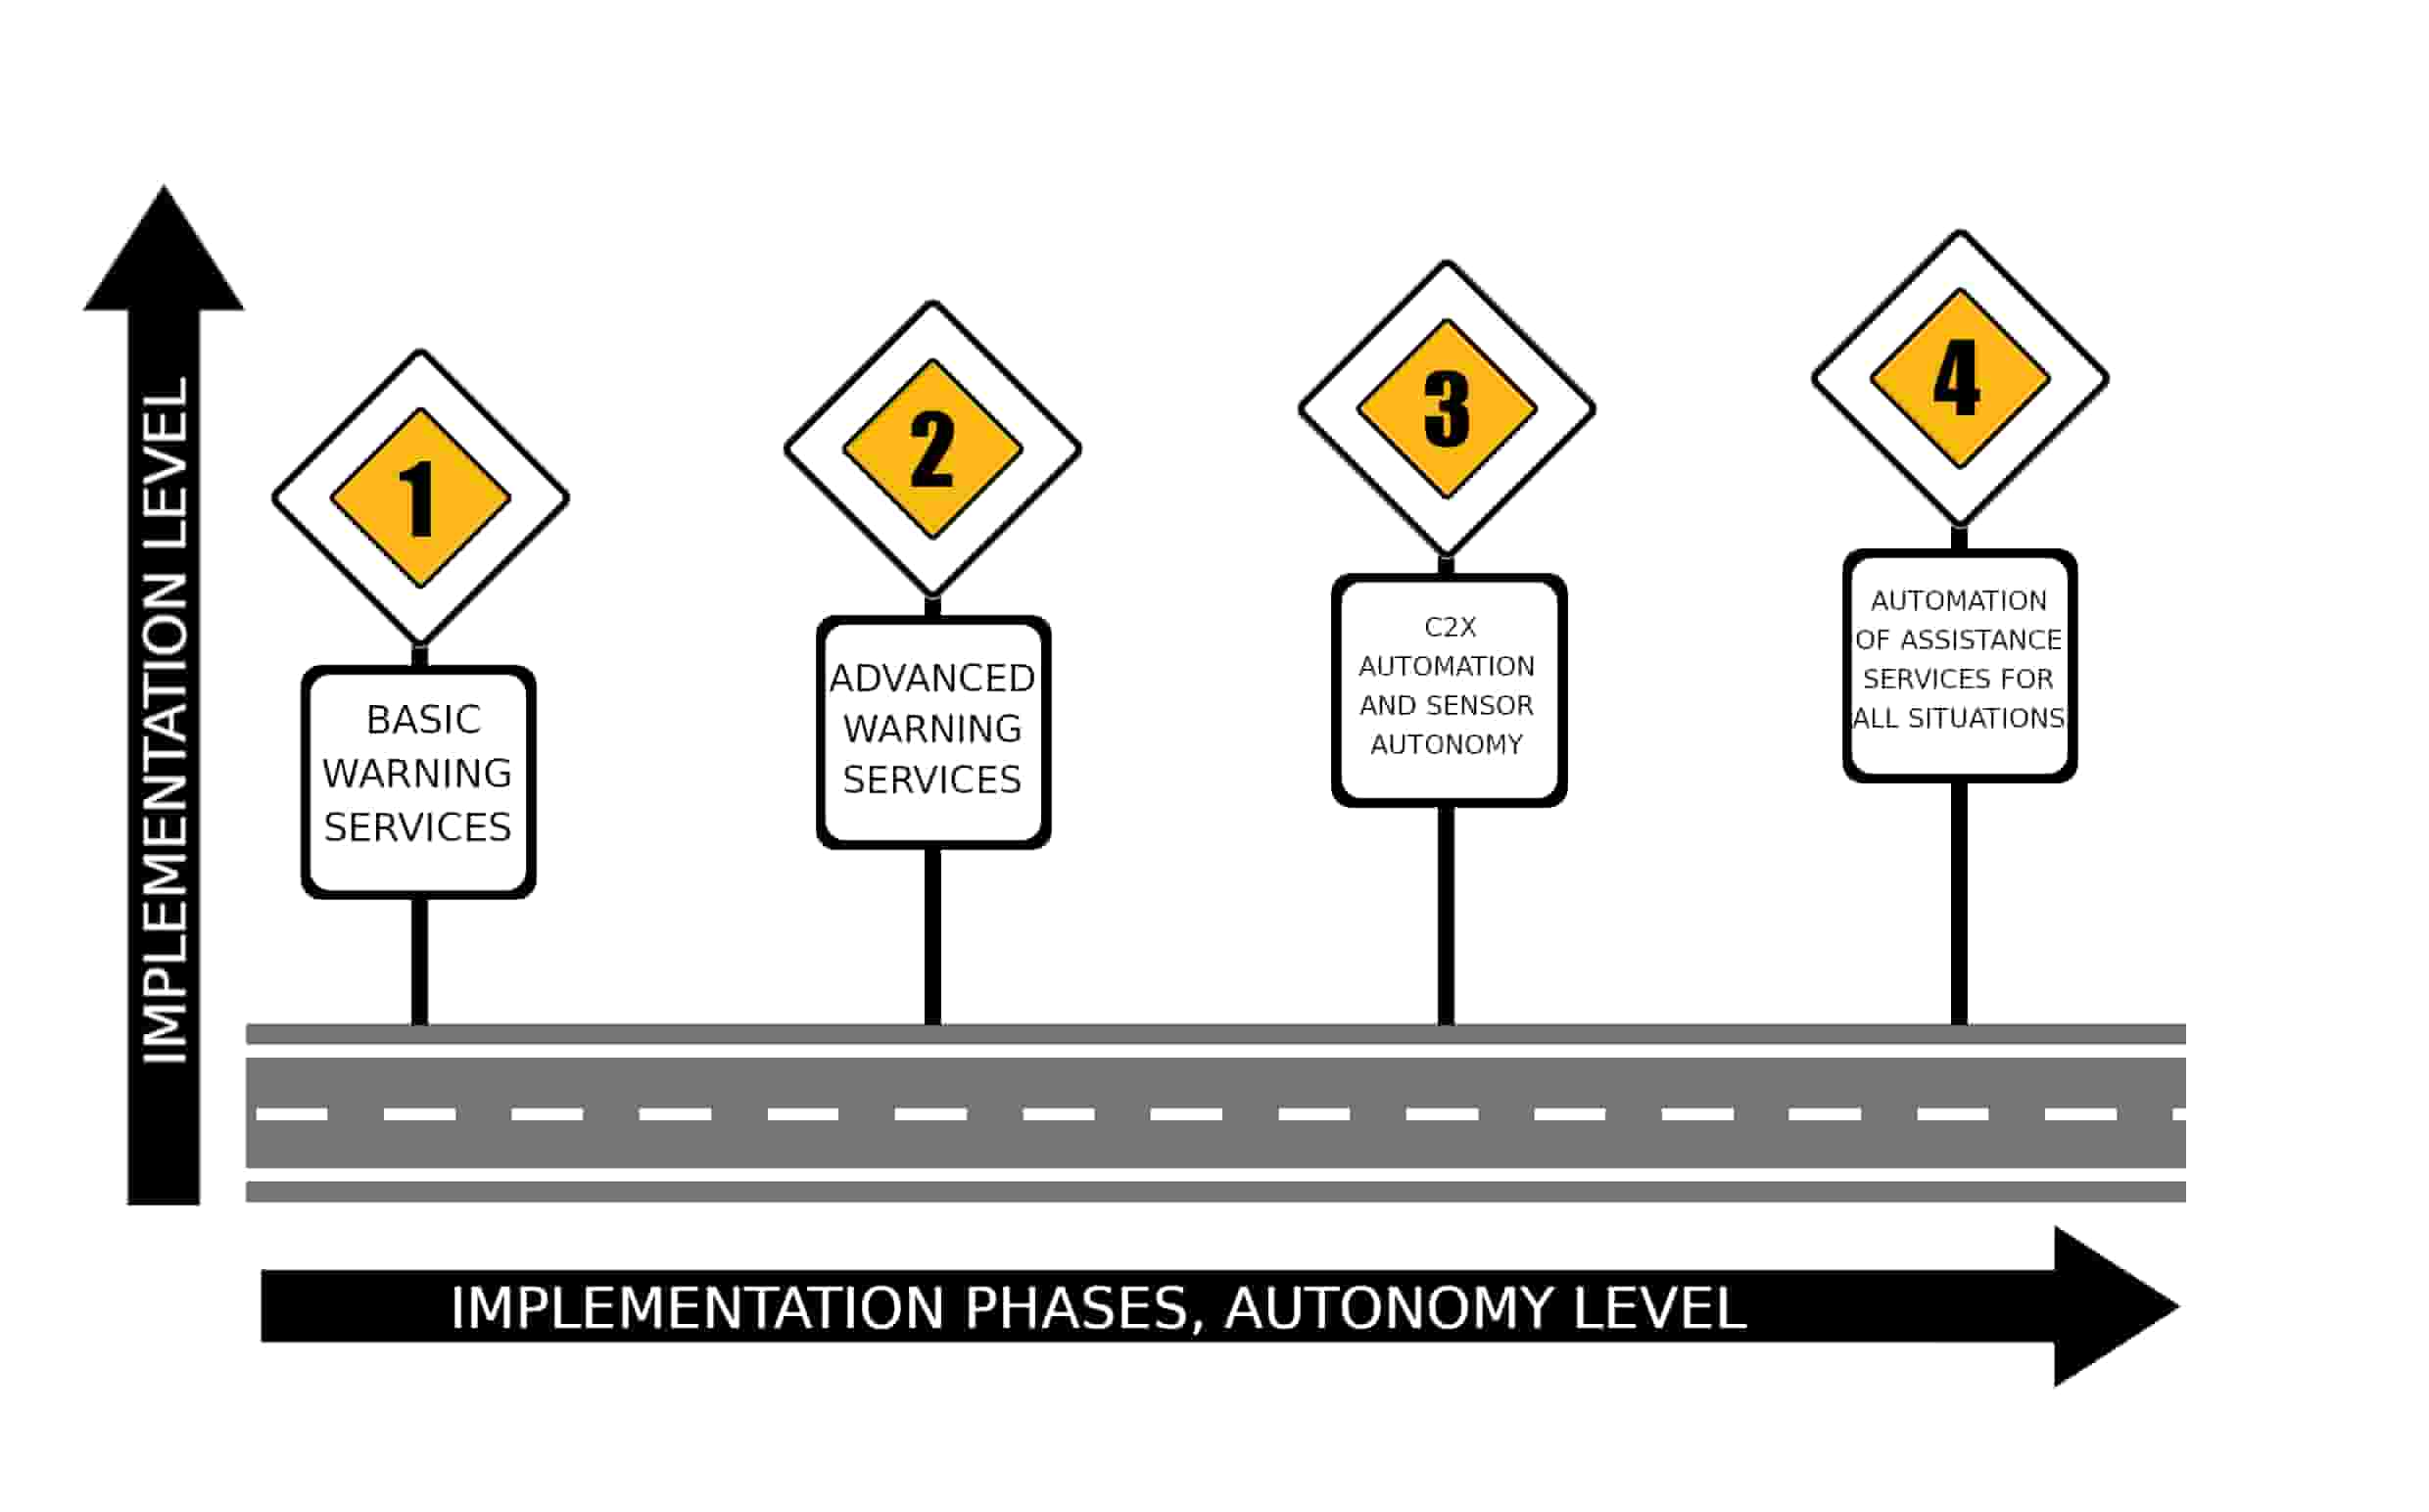 IMPLEMENTATION LEVEL
1
BASIC
WARNING
SERVICES
2
ADVANCED
WARNING
SERVICES
3
C2X
AUTOMATION
AND SENSOR
AUTONOMY
4
AUTOMATION
OF ASSISTANCE
SERVICES FOR
ALL SITUATIONS
IMPLEMENTATION PHASES, AUTONOMY LEVEL